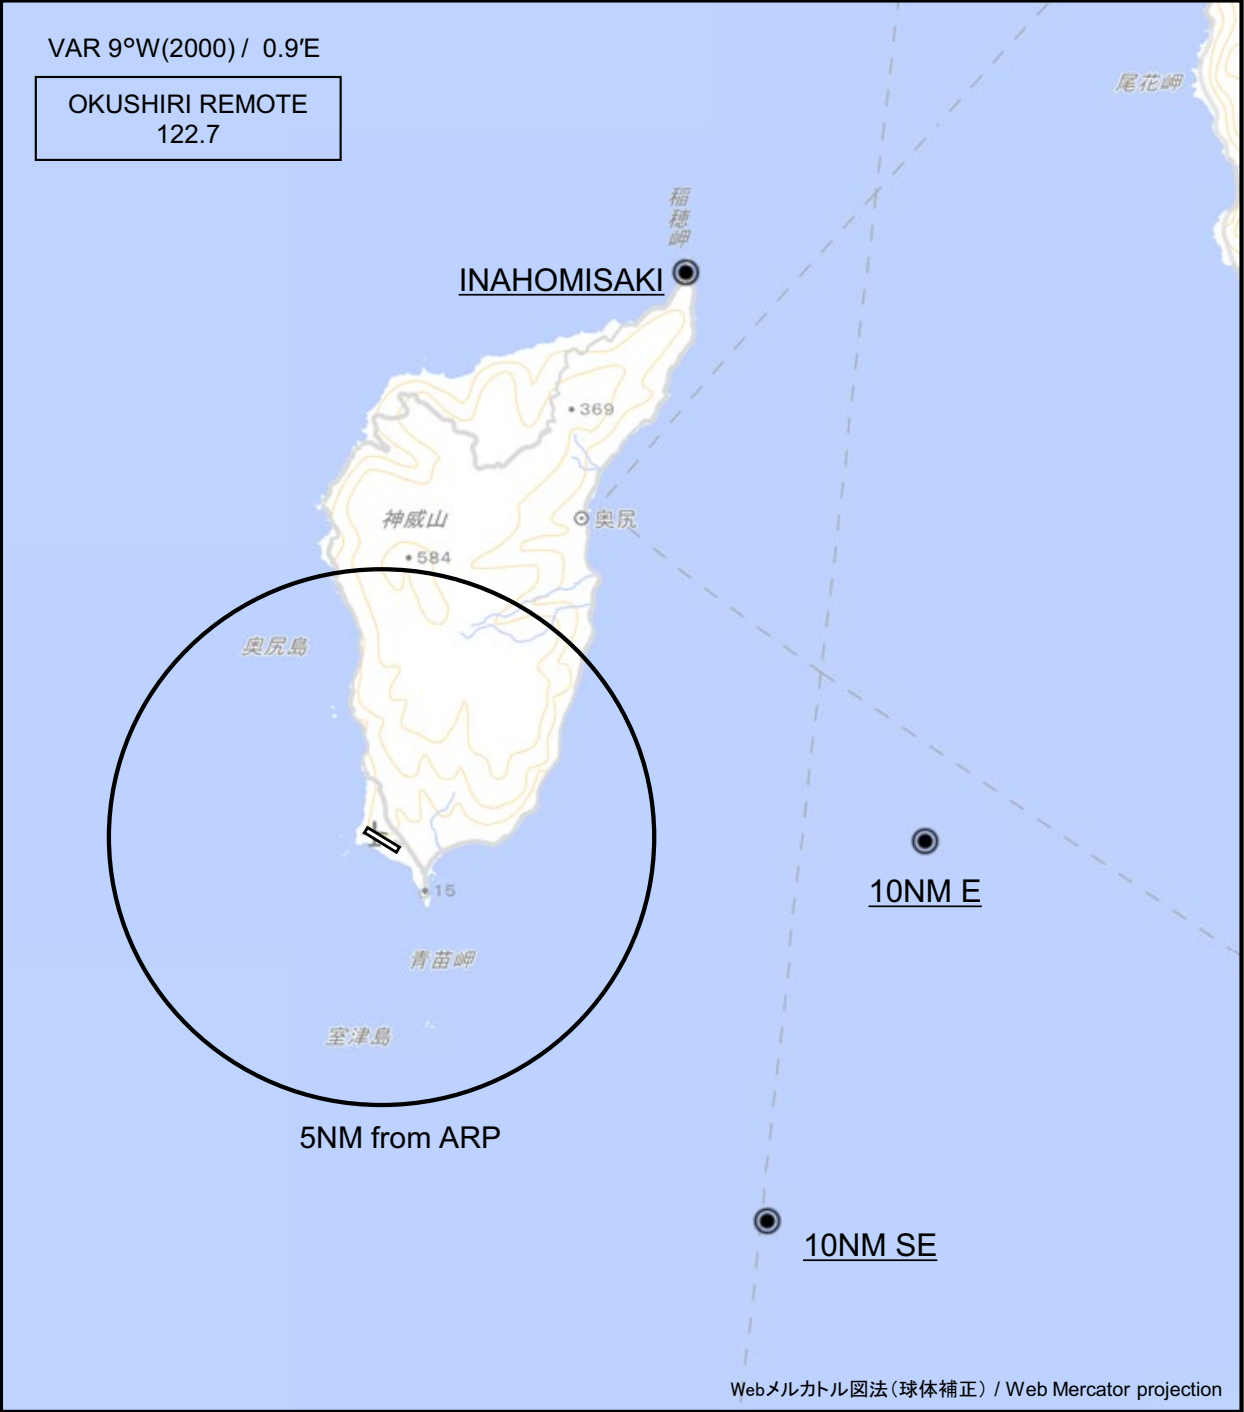 VAR 9°W(2000) / 0.9′E
OKUSHIRI REMOTE
122.7
尾花岬
稲穂岬
INAHOMISAKI
369
神威山
奥尻
584
奥尻島
10NM E
15
青苗岬
室津島
5NM from ARP
10NM SE
Webメルカトル図法（球体補正） / Web Mercator projection